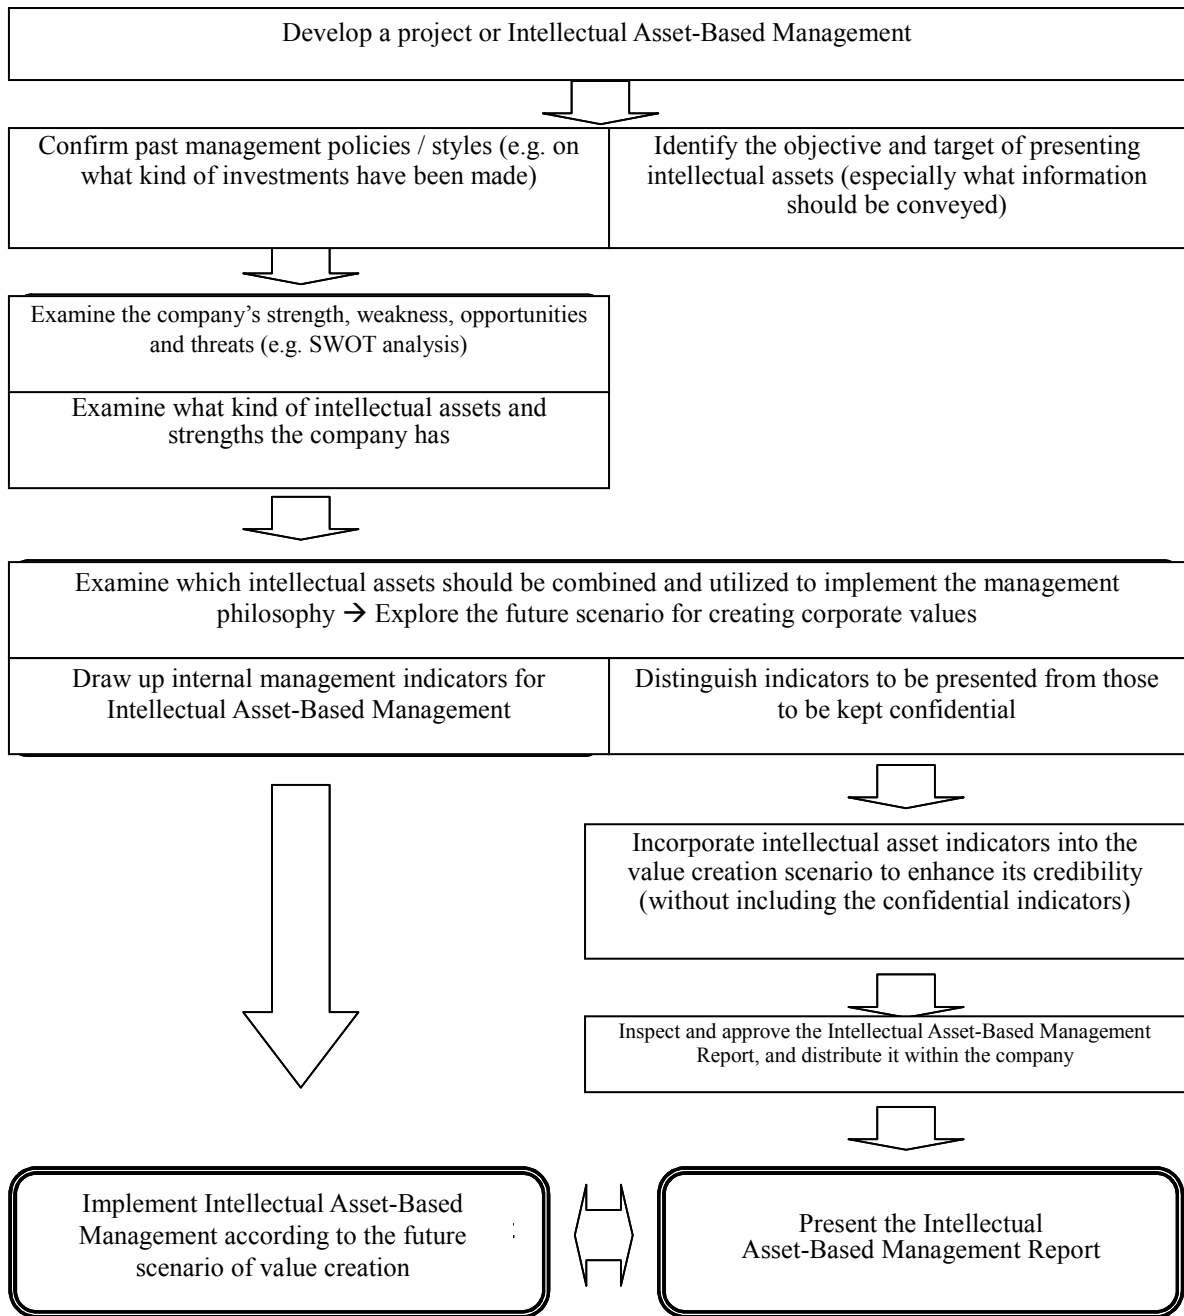 Develop a project or Intellectual Asset-Based Management
Confirm past management policies / styles (e.g. on
what kind of investments have been made)
Identify the objective and target of presenting
intellectual assets (especially what information
should be conveyed)
Examine the company’s strength, weakness, opportunities
and threats (e.g. SWOT analysis)
Examine what kind of intellectual assets and
strengths the company has
Examine which intellectual assets should be combined and utilized to implement the management
philosophy → Explore the future scenario for creating corporate values
Draw up internal management indicators for
Intellectual Asset-Based Management
Distinguish indicators to be presented from those
to be kept confidential
Incorporate intellectual asset indicators into the
value creation scenario to enhance its credibility
(without including the confidential indicators)
Inspect and approve the Intellectual Asset-Based Management
Report, and distribute it within the company
Implement Intellectual Asset-Based
Management according to the future
scenario of value creation
Present the Intellectual
Asset-Based Management Report